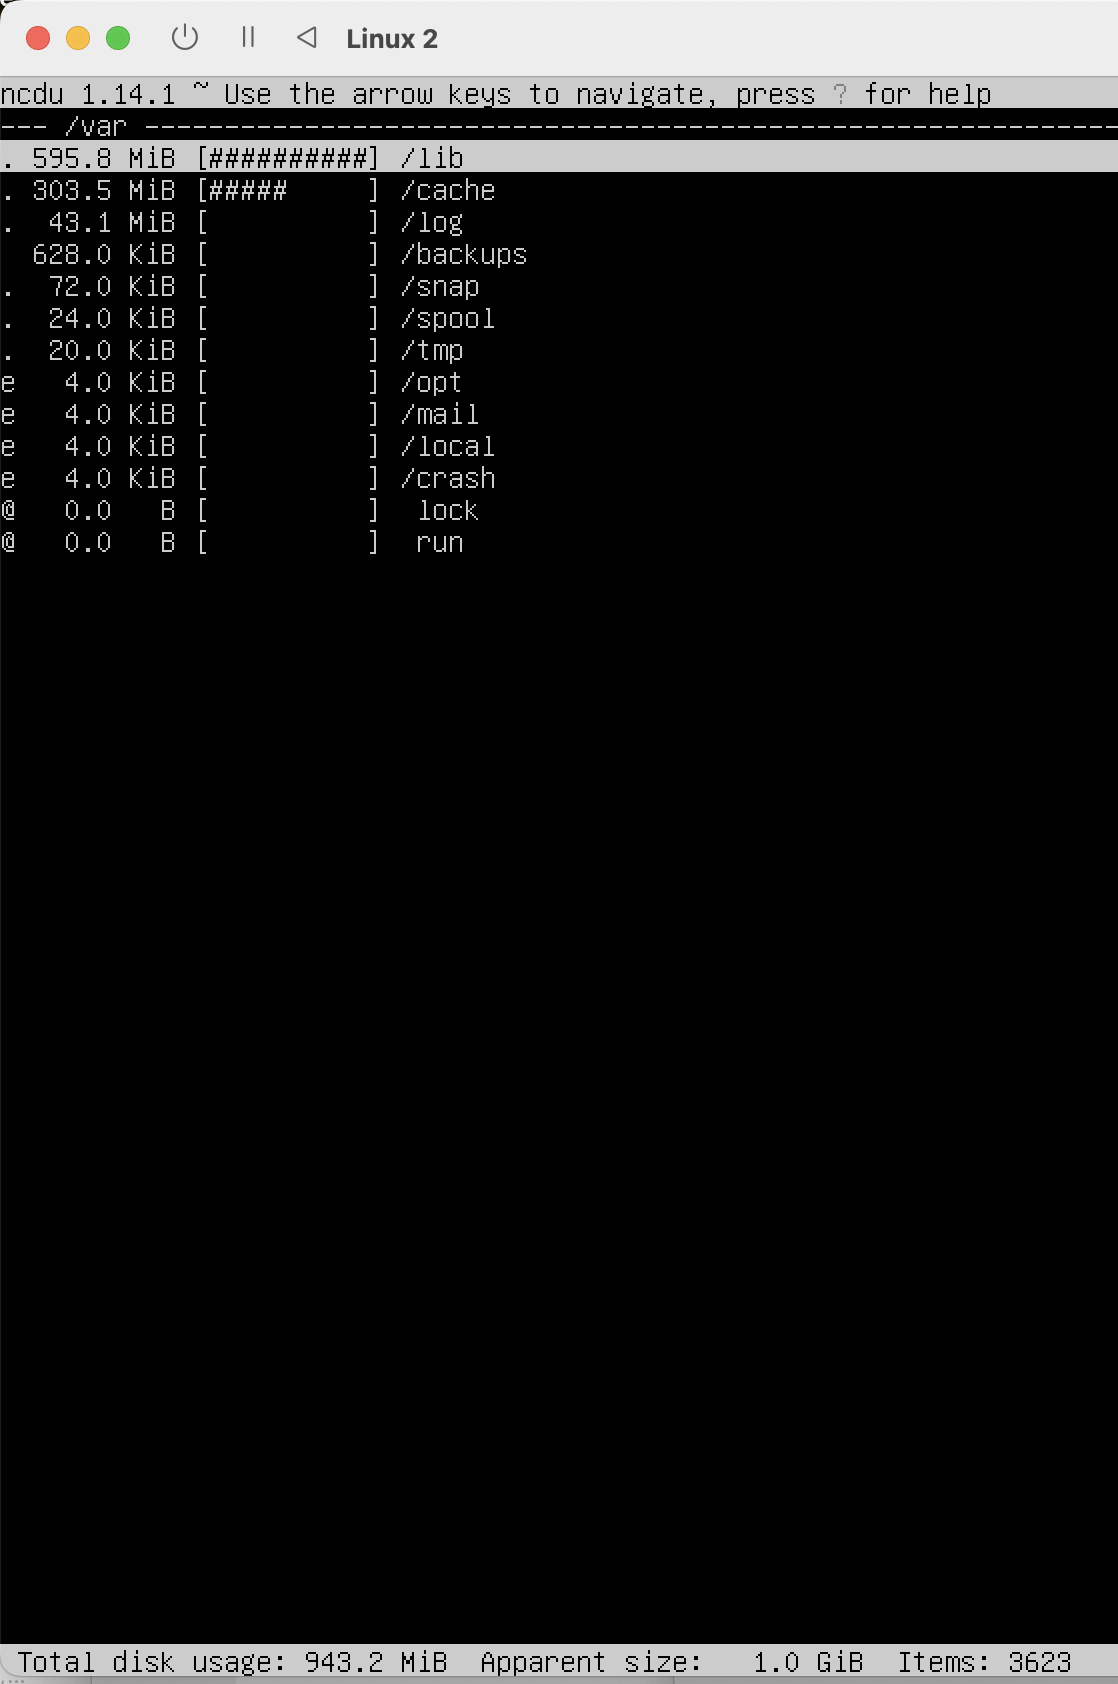 Linux 2
ncdu 1.14.1 ~ Use the arrow keys to navigate, press ? for help
--- /var -------------------------------------------------------------
. 595.8 MiB [##########] /lib
. 303.5 MiB [#####     ] /cache
.  43.1 MiB [          ] /log
  628.0 KiB [          ] /backups
.  72.0 KiB [          ] /snap
.  24.0 KiB [          ] /spool
.  20.0 KiB [          ] /tmp
e   4.0 KiB [          ] /opt
e   4.0 KiB [          ] /mail
e   4.0 KiB [          ] /local
e   4.0 KiB [          ] /crash
@   0.0   B [          ]  lock
@   0.0   B [          ]  run
Total disk usage: 943.2 MiB  Apparent size:   1.0 GiB  Items: 3623